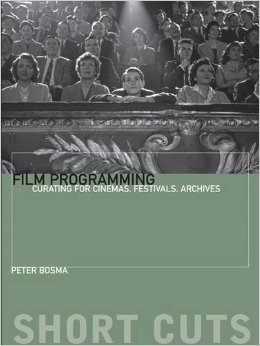 FILM PROGRAMMING
CURATING FOR CINEMAS, FESTIVALS, ARCHIVES
PETER BOSMA
SHORT CUTS